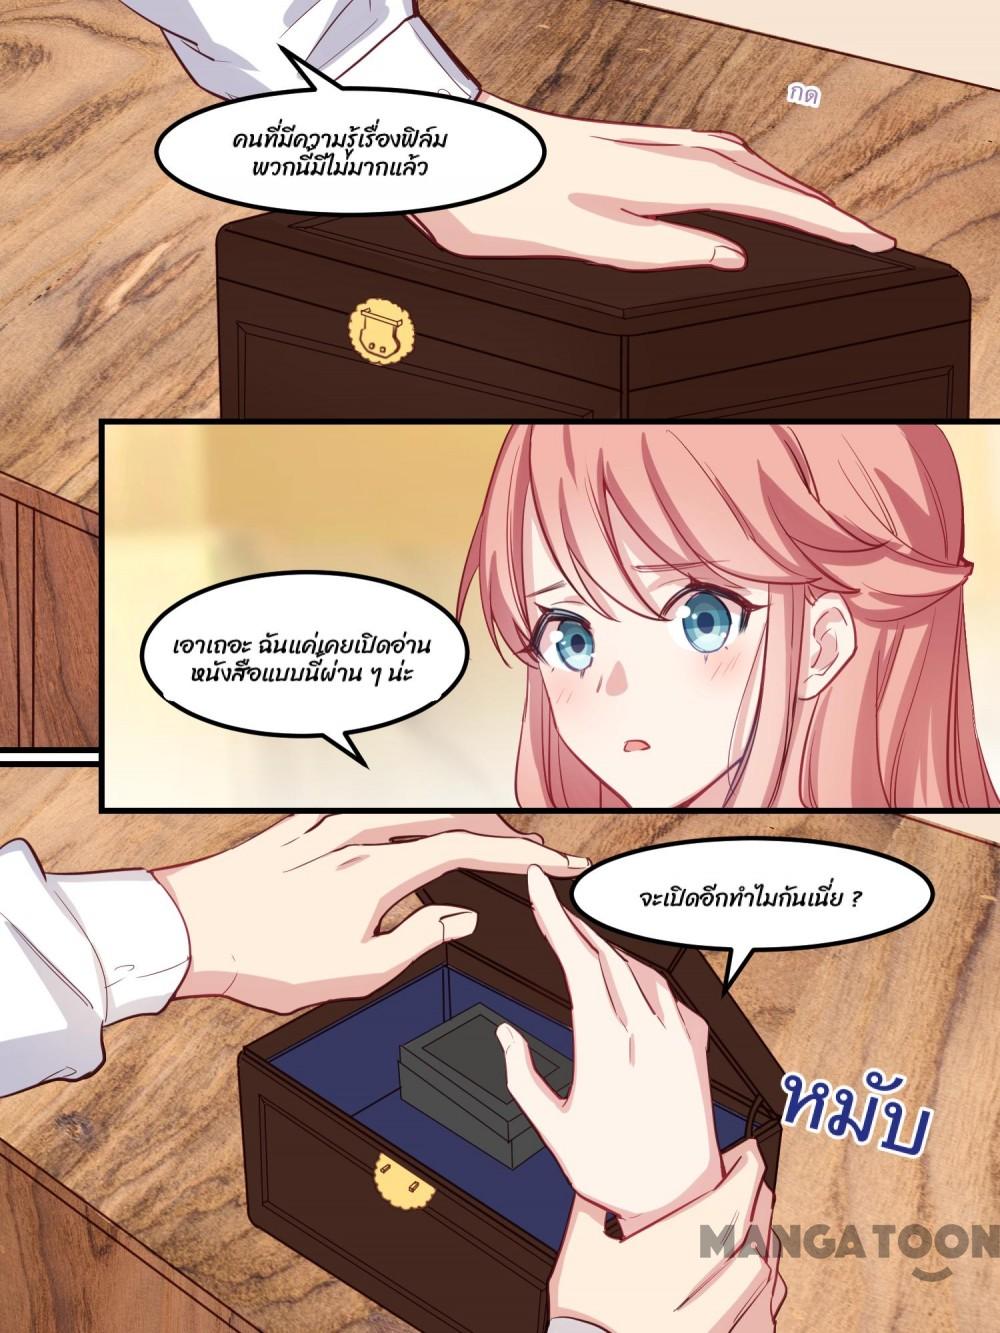 กด
คนที่มีความรู้เรื่องฟิล์ม
พวกนี้มีไม่มากแล้ว
เอาเถอะ ฉันแค่เคยเปิดอ่าน
หนังสือแบบนี้ผ่าน ๆ น่ะ
จะเปิดอีกทำไมกันเนี่ย ?
หมับ
MANGATOON